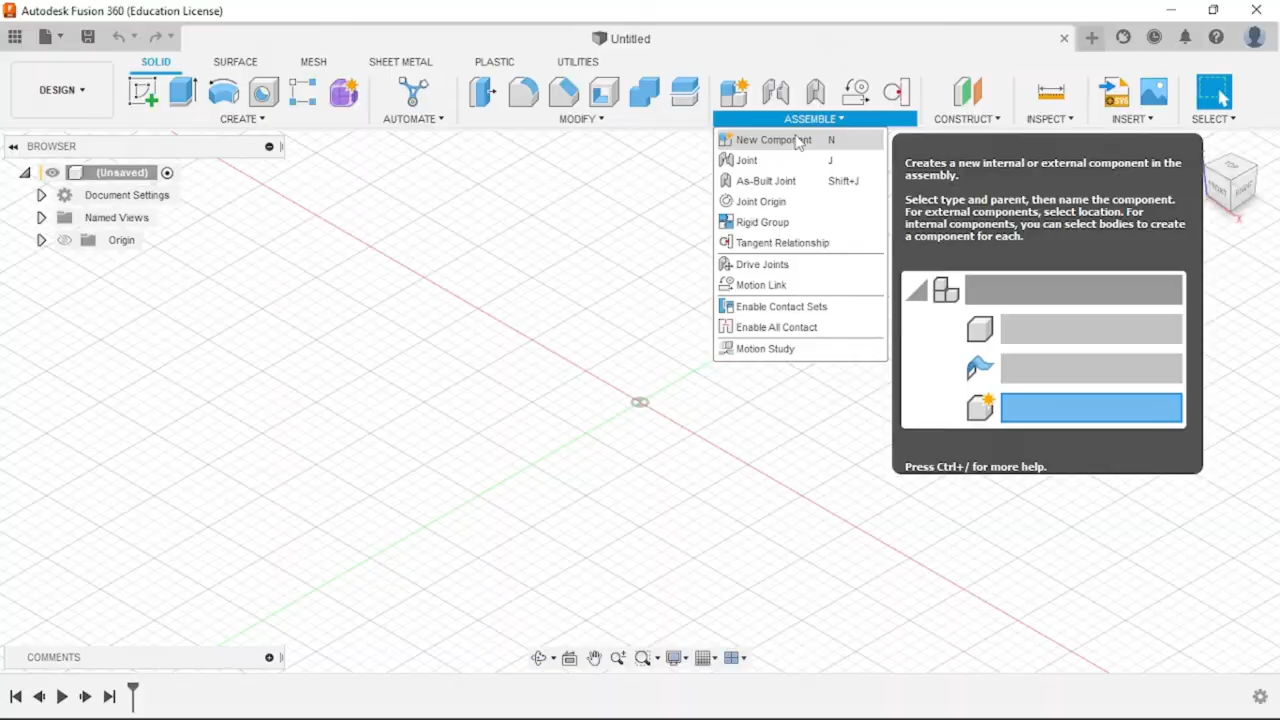 Autodesk Fusion 360 (Education License)
Untitled
SOLID SURFACE MESH SHEET METAL PLASTIC UTILITIES
DESIGN
CREATE AUTOMATE MODIFY ASSEMBLE CONSTRUCT INSPECT INSERT SELECT
BROWSER
(Unsaved)
Document Settings
Named Views
Origin
New Component N
Joint J
As-Built Joint Shift+J
Joint Origin
Rigid Group
Tangent Relationship
Drive Joints
Motion Link
Enable Contact Sets
Enable All Contact
Motion Study
Creates a new internal or external component in the
assembly.
Select type and parent, then name the component.
For external components, select location. For
internal components, you can select bodies to create
a component for each.
Press Ctrl+/ for more help.
TOP
FRONT
X
COMMENTS